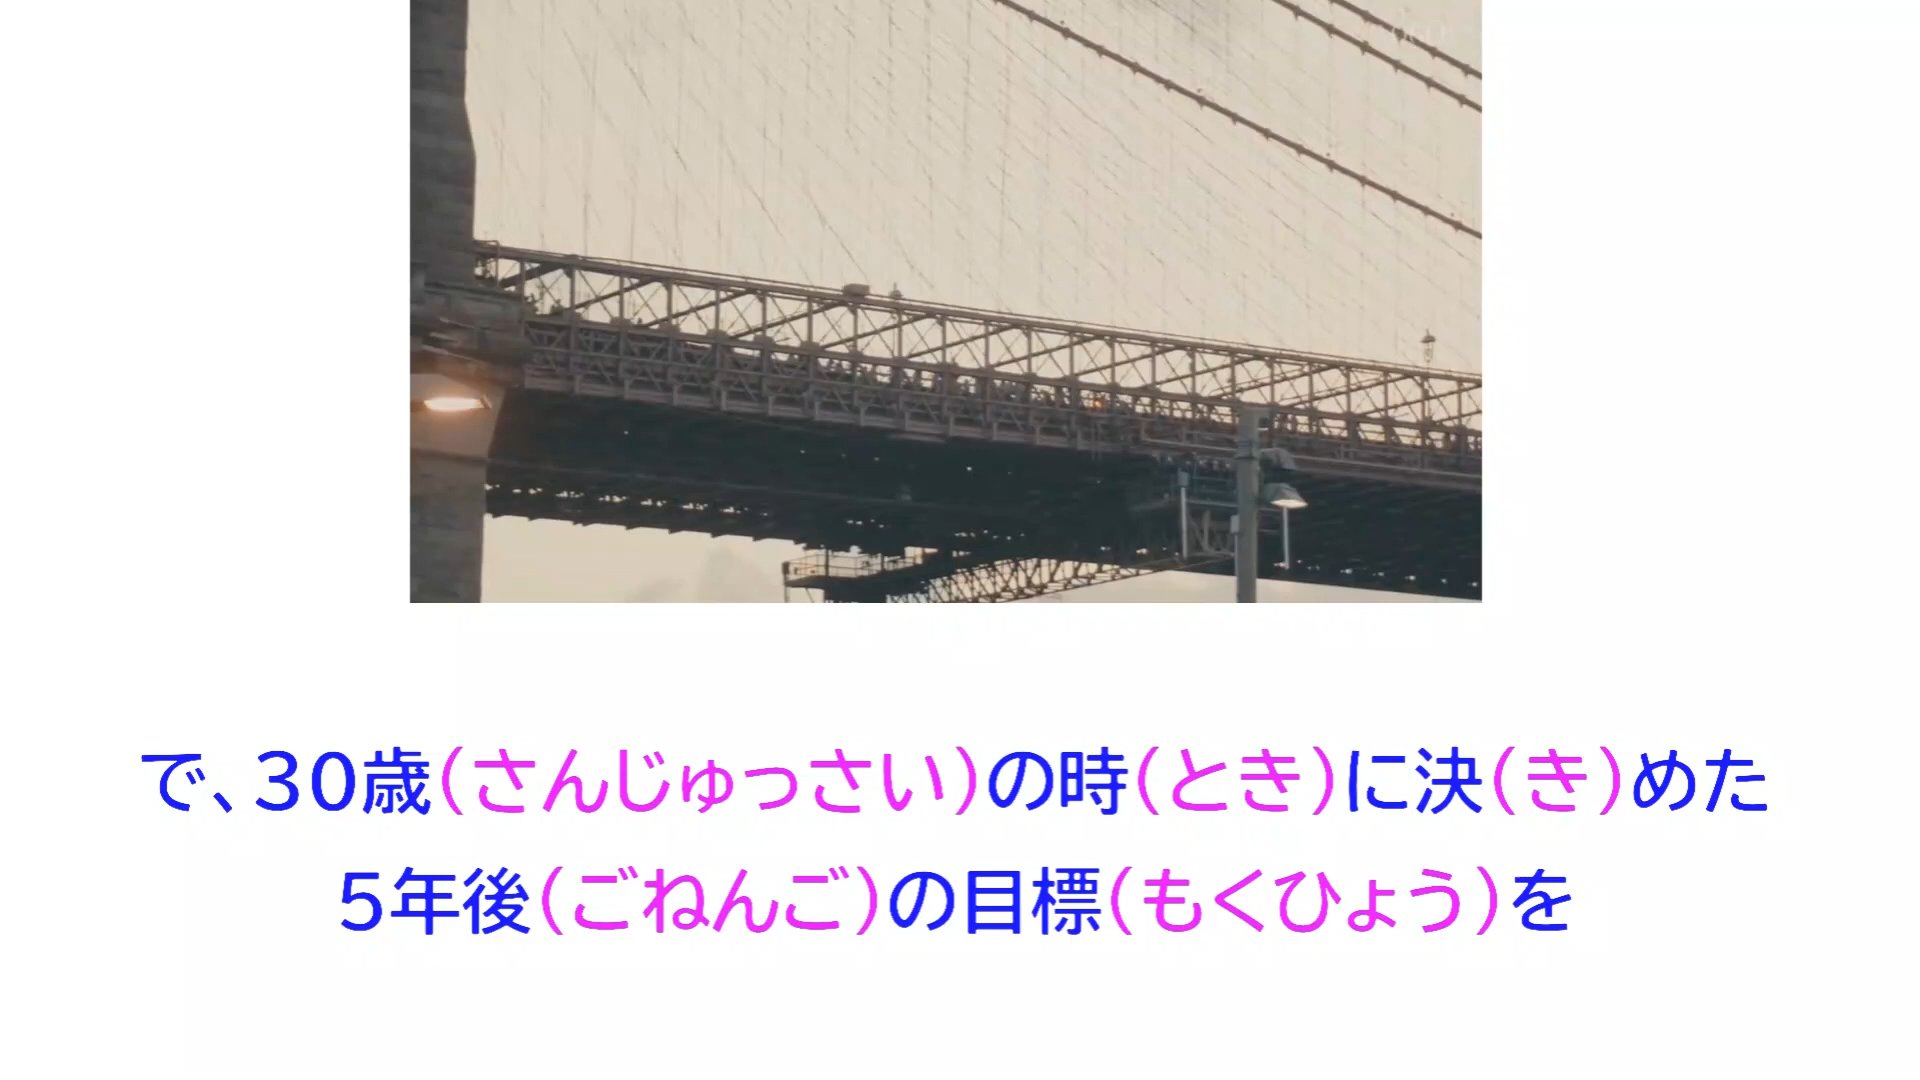 で、30歳(さんじゅっさい)の時(とき)に決(き)めた
5年後(ごねんご)の目標(もくひょう)を